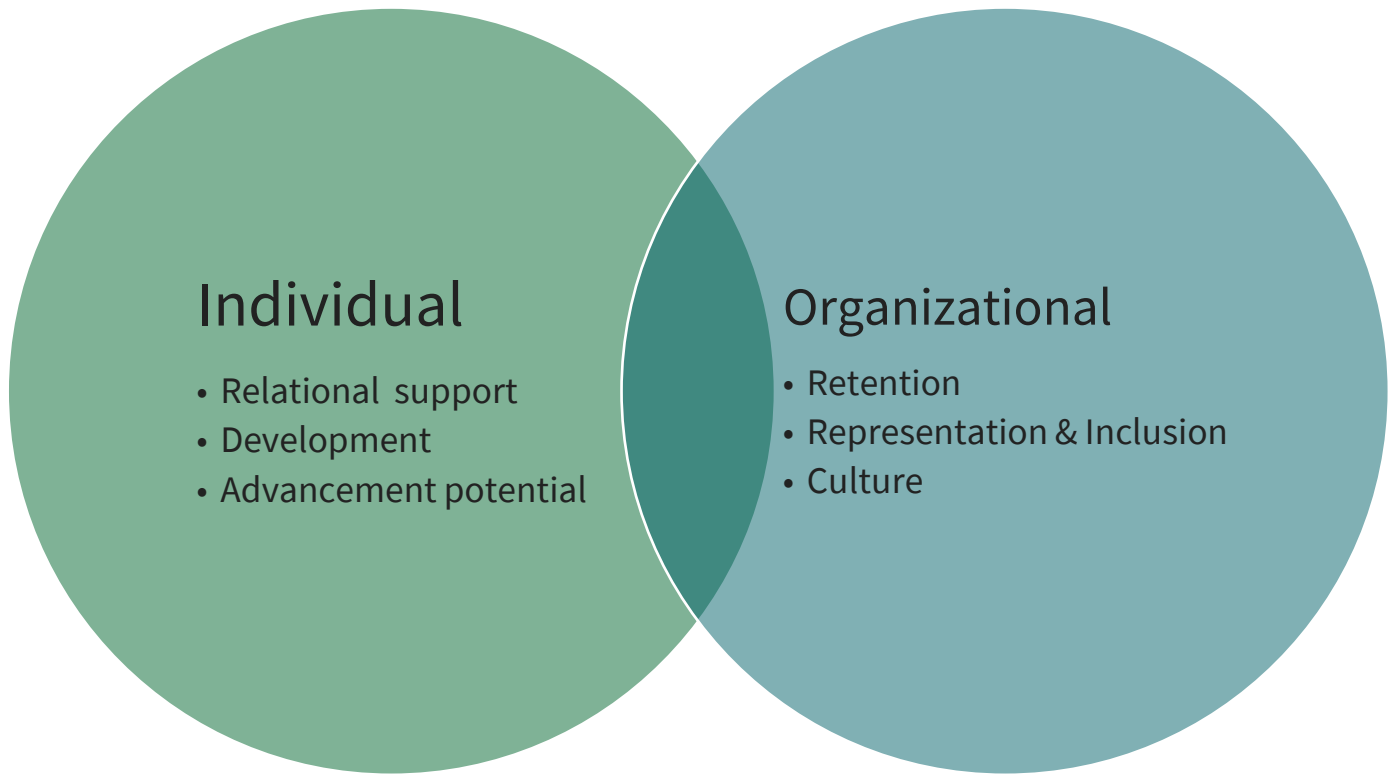 Individual
• Relational support
• Development
• Advancement potential
Organizational
• Retention
• Representation & Inclusion
• Culture